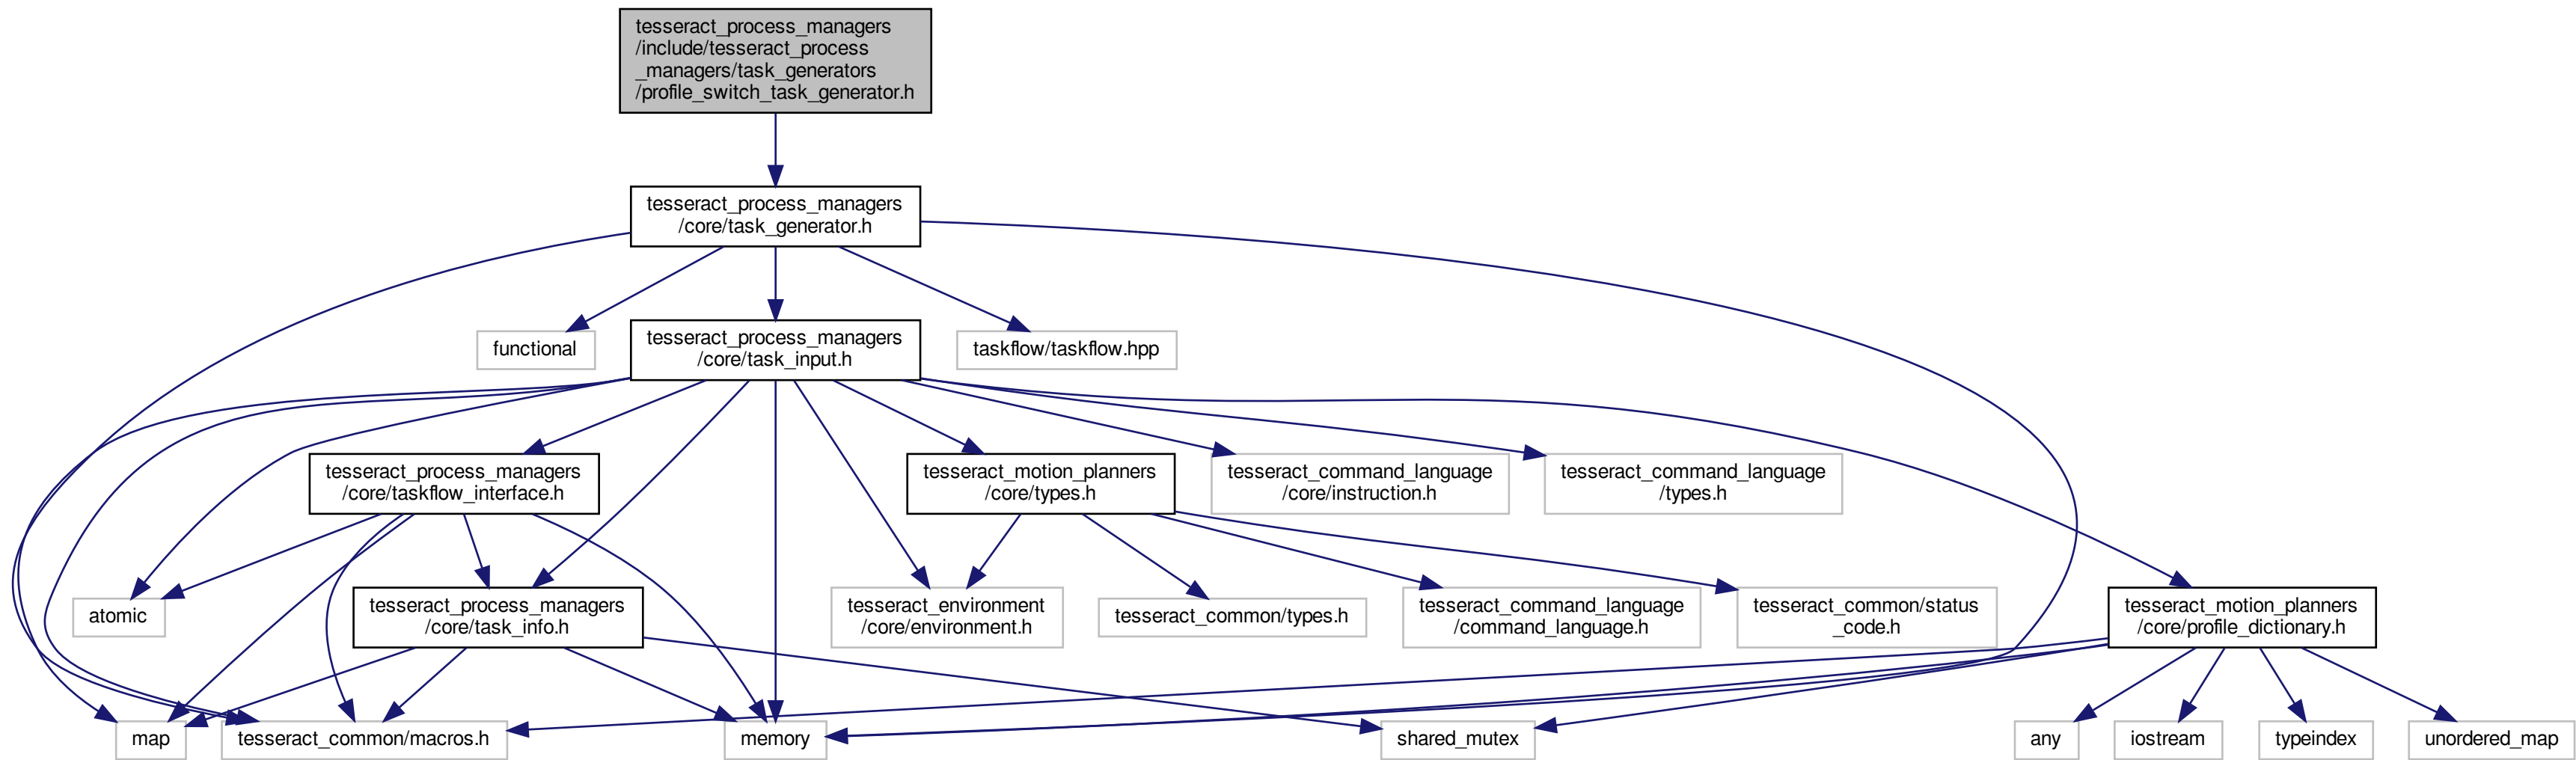 tesseract_process_managers
/include/tesseract_process
_managers/task_generators
/profile_switch_task_generator.h
tesseract_process_managers
/core/task_generator.h
functional
tesseract_process_managers
/core/task_input.h
taskflow/taskflow.hpp
tesseract_process_managers
/core/taskflow_interface.h
tesseract_motion_planners
/core/types.h
tesseract_command_language
/core/instruction.h
tesseract_command_language
/types.h
atomic
tesseract_process_managers
/core/task_info.h
tesseract_environment
/core/environment.h
tesseract_common/types.h
tesseract_command_language
/command_language.h
tesseract_common/status
_code.h
tesseract_motion_planners
/core/profile_dictionary.h
map
tesseract_common/macros.h
memory
shared_mutex
any
iostream
typeindex
unordered_map